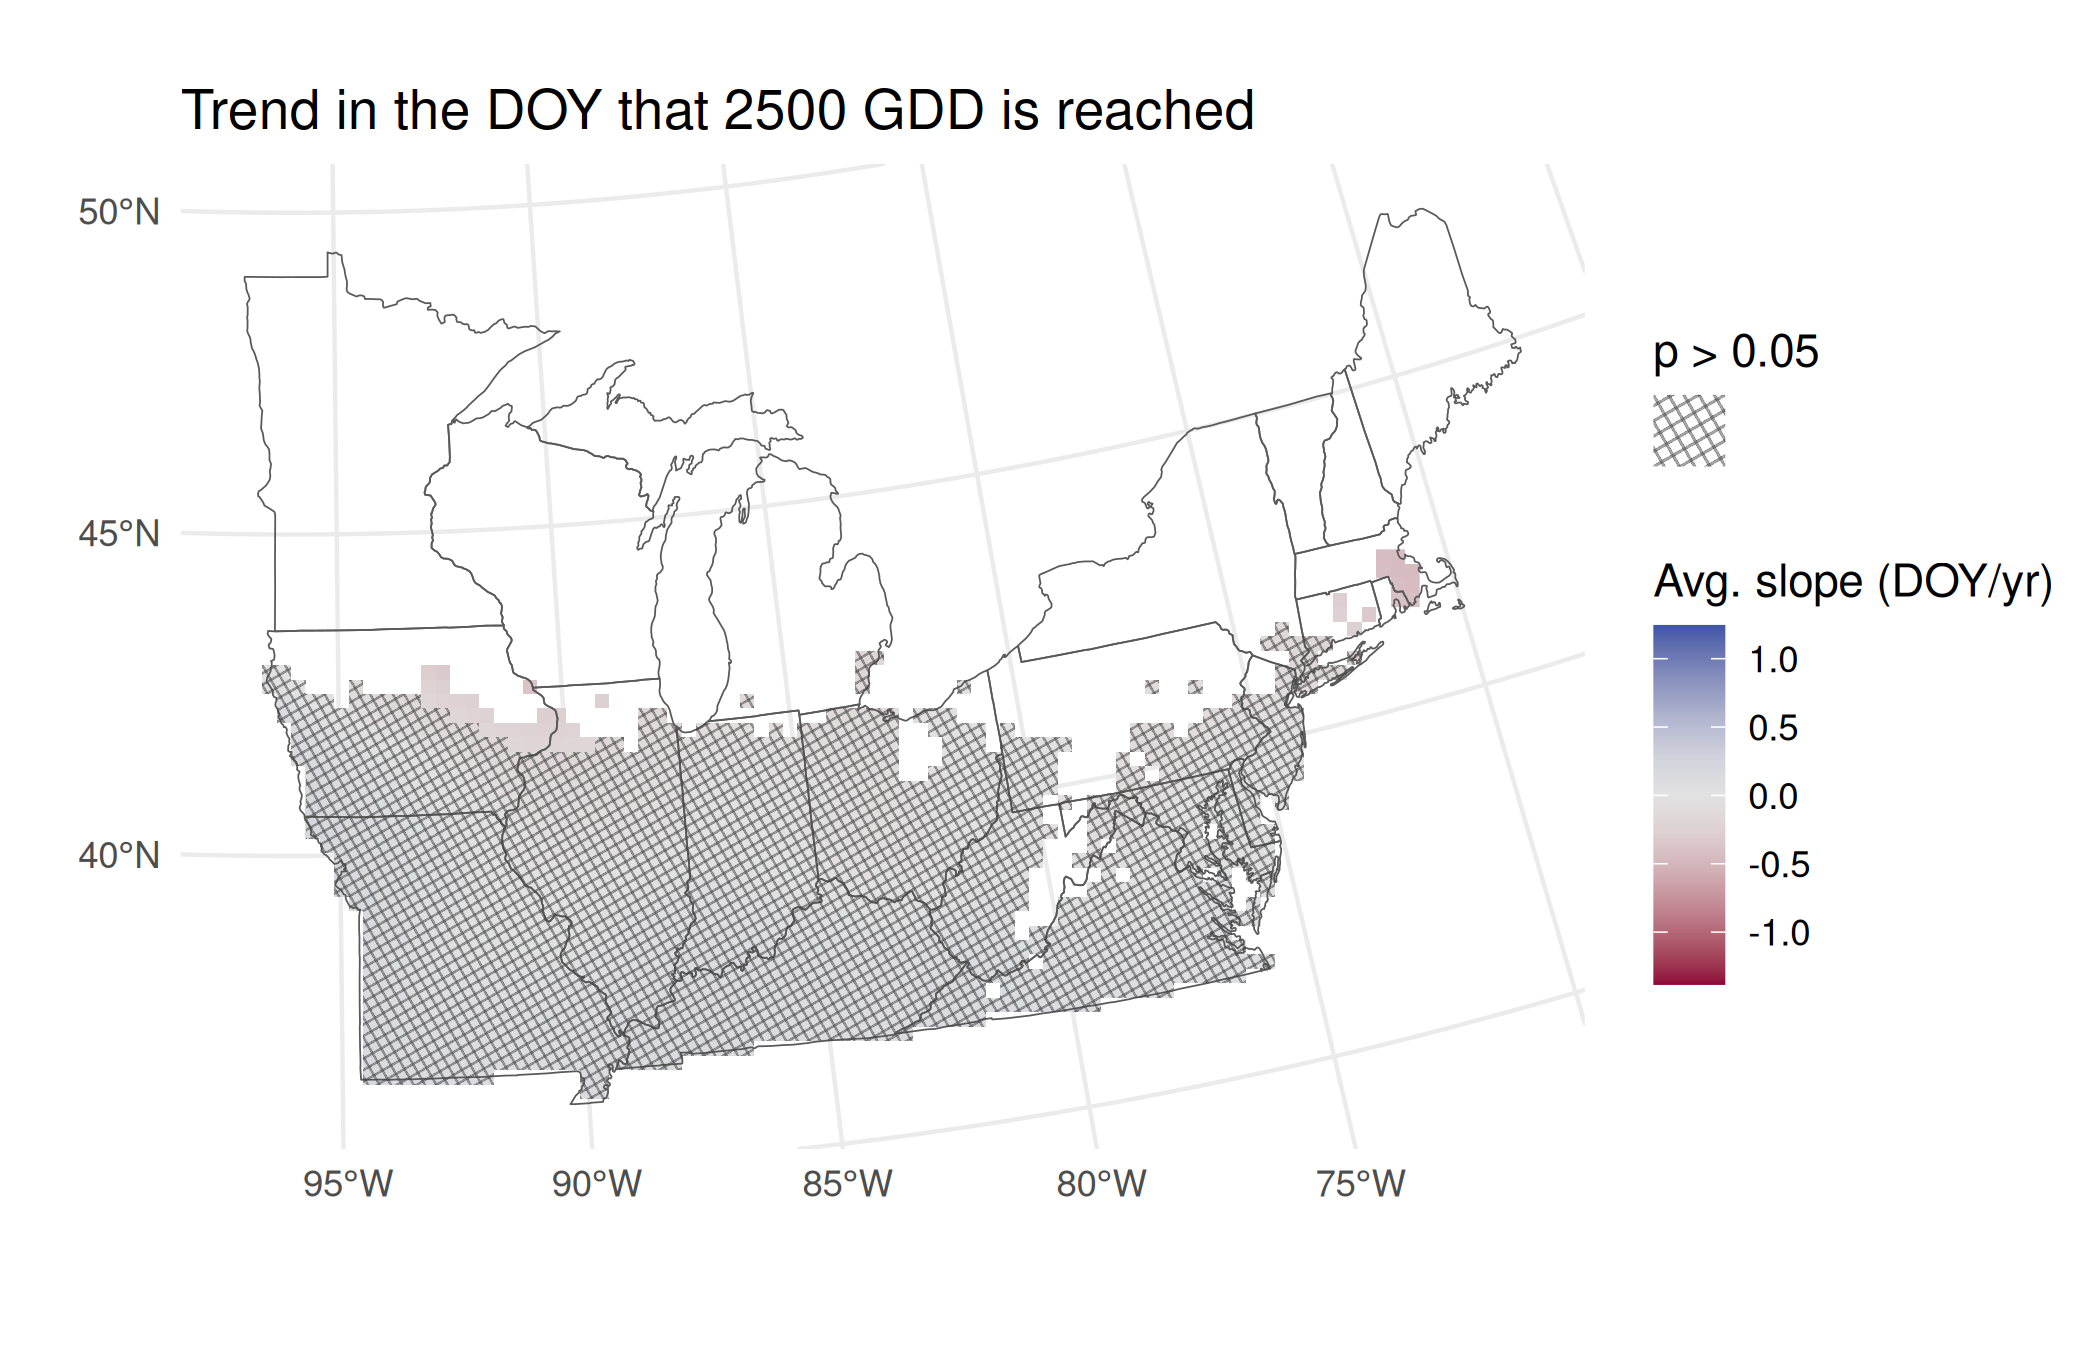 Trend in the DOY that 2500 GDD is reached
50°N
45°N
40°N
95°W
90°W
85°W
80°W
75°W
p > 0.05
Avg. slope (DOY/yr)
1.0
0.5
0.0
-0.5
-1.0